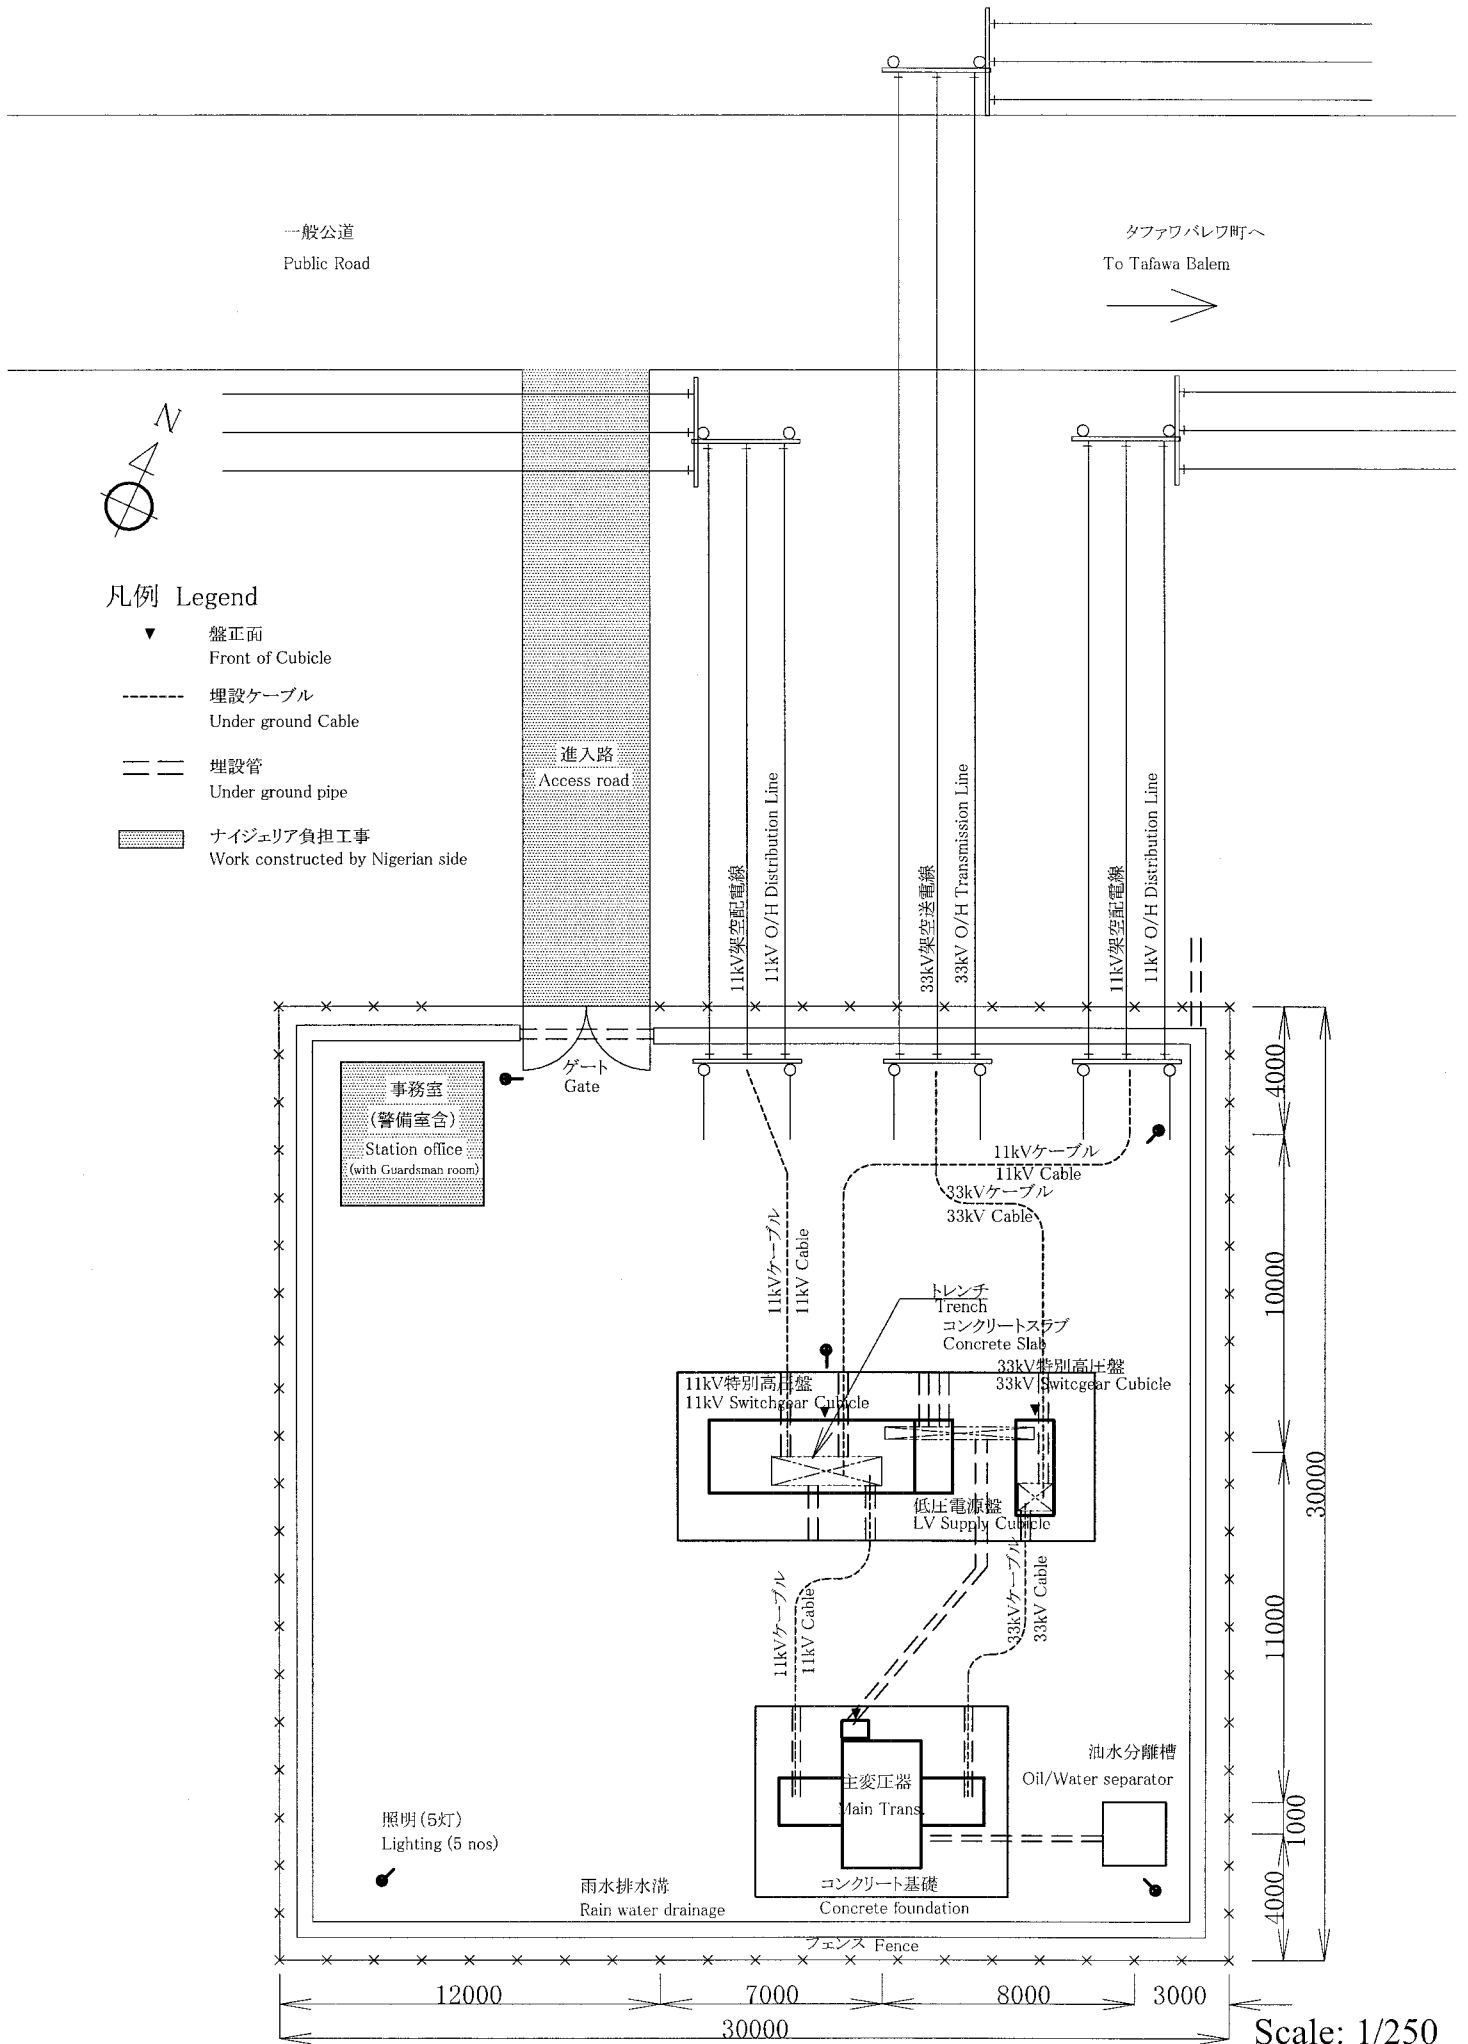 一般公道
Public Road
タファワバレワ町へ
To Tafawa Balem
N
凡例 Legend
盤正面
Front of Cubicle
埋設ケーブル
Under ground Cable
埋設管
Under ground pipe
ナイジェリア負担工事
Work constructed by Nigerian side
進入路
Access road
11kV架空配電線
11kV O/H Distribution Line
33kV架空送電線
33kV O/H Transmission Line
11kV架空配電線
11kV O/H Distribution Line
ゲート
Gate
事務室
(警備室含)
Station office
(with Guardsman room)
11kVケーブル
11kV Cable
33kVケーブル
33kV Cable
11kVケーブル
11kV Cable
トレンチ
Trench
コンクリートスラブ
Concrete Slab
33kV特別高圧盤
33kV Switcgear Cubicle
11kV特別高圧盤
11kV Switchgear Cubicle
低圧電源盤
LV Supply Cubicle
11kVケーブル
11kV Cable
33kVケーブル
33kV Cable
主変圧器
Main Trans.
油水分離槽
Oil/Water separator
照明(5灯)
Lighting (5 nos)
雨水排水溝
Rain water drainage
コンクリート基礎
Concrete foundation
フェンス Fence
4000
10000
11000
1000
4000
30000
12000
7000
8000
3000
30000
Scale: 1/250